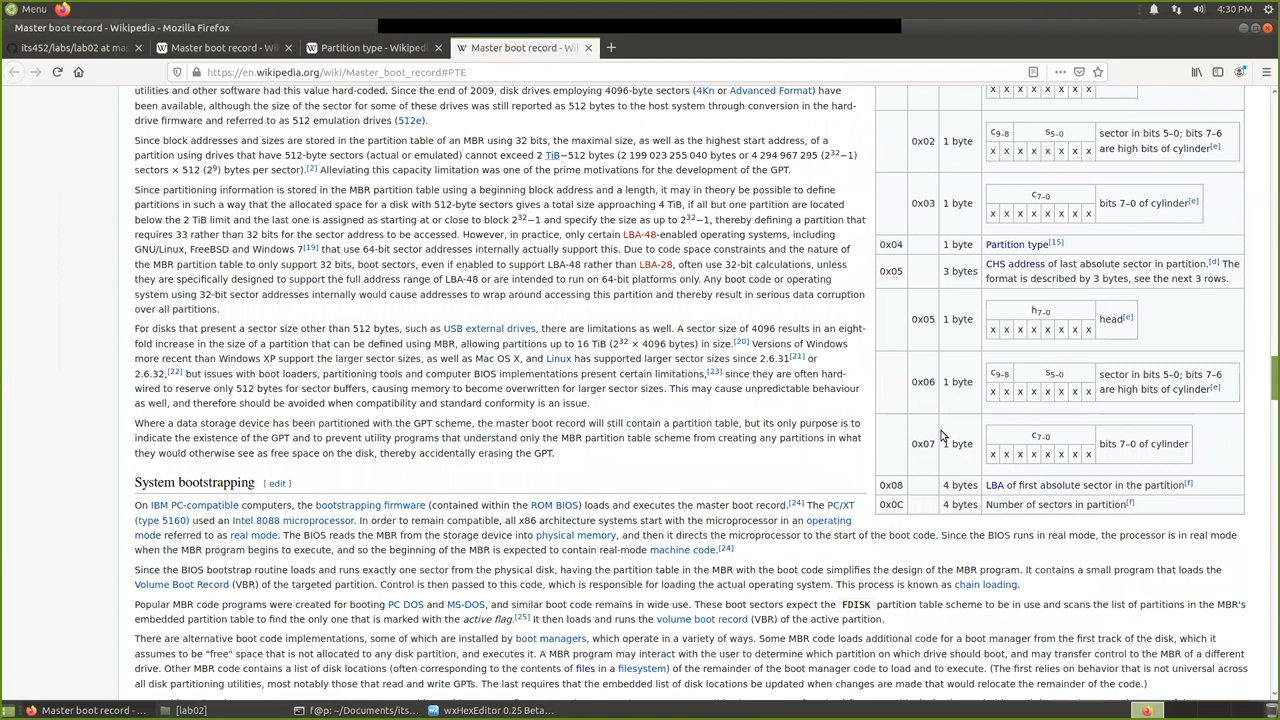 Menu
4:30 PM
Master boot record - Wikipedia - Mozilla Firefox
its452/labs/lab02 at mas
Master boot record - Wi
Partition type - Wikiped
Master boot record - Wi
https://en.wikipedia.org/wiki/Master_boot_record#PTE
utilities and other software had this value hard-coded. Since the end of 2009, disk drives employing 4096-byte sectors (4Kn or Advanced Format) have
been available, although the size of the sector for some of these drives was still reported as 512 bytes to the host system through conversion in the hard-
drive firmware and referred to as 512 emulation drives (512e).
Since block addresses and sizes are stored in the partition table of an MBR using 32 bits, the maximal size, as well as the highest start address, of a
partition using drives that have 512-byte sectors (actual or emulated) cannot exceed 2 TiB−512 bytes (2 199 023 255 040 bytes or 4 294 967 295 (2^32−1)
sectors × 512 (2^9) bytes per sector).[2] Alleviating this capacity limitation was one of the prime motivations for the development of the GPT.
Since partitioning information is stored in the MBR partition table using a beginning block address and a length, it may in theory be possible to define
partitions in such a way that the allocated space for a disk with 512-byte sectors gives a total size approaching 4 TiB, if all but one partition are located
below the 2 TiB limit and the last one is assigned as starting at or close to block 2^32−1 and specify the size as up to 2^32−1, thereby defining a partition that
requires 33 rather than 32 bits for the sector address to be accessed. However, in practice, only certain LBA-48-enabled operating systems, including
GNU/Linux, FreeBSD and Windows 7[19] that use 64-bit sector addresses internally actually support this. Due to code space constraints and the nature of
the MBR partition table to only support 32 bits, boot sectors, even if enabled to support LBA-48 rather than LBA-28, often use 32-bit calculations, unless
they are specifically designed to support the full address range of LBA-48 or are intended to run on 64-bit platforms only. Any boot code or operating
system using 32-bit sector addresses internally would cause addresses to wrap around accessing this partition and thereby result in serious data corruption
over all partitions.
For disks that present a sector size other than 512 bytes, such as USB external drives, there are limitations as well. A sector size of 4096 results in an eight-
fold increase in the size of a partition that can be defined using MBR, allowing partitions up to 16 TiB (2^32 × 4096 bytes) in size.[20] Versions of Windows
more recent than Windows XP support the larger sector sizes, as well as Mac OS X, and Linux has supported larger sector sizes since 2.6.31[21] or
2.6.32,[22] but issues with boot loaders, partitioning tools and computer BIOS implementations present certain limitations,[23] since they are often hard-
wired to reserve only 512 bytes for sector buffers, causing memory to become overwritten for larger sector sizes. This may cause unpredictable behaviour
as well, and therefore should be avoided when compatibility and standard conformity is an issue.
Where a data storage device has been partitioned with the GPT scheme, the master boot record will still contain a partition table, but its only purpose is to
indicate the existence of the GPT and to prevent utility programs that understand only the MBR partition table scheme from creating any partitions in what
they would otherwise see as free space on the disk, thereby accidentally erasing the GPT.
x x x x x x x x
0x02 1 byte c9–8 s5–0 sector in bits 5–0; bits 7–6
x x x x x x x x are high bits of cylinder[e]
0x03 1 byte c7–0 bits 7–0 of cylinder[e]
x x x x x x x x
0x04 1 byte Partition type[15]
0x05 3 bytes CHS address of last absolute sector in partition.[d] The
format is described by 3 bytes, see the next 3 rows.
0x05 1 byte h7–0 head[e]
x x x x x x x x
0x06 1 byte c9–8 s5–0 sector in bits 5–0; bits 7–6
x x x x x x x x are high bits of cylinder[e]
0x07 1 byte c7–0 bits 7–0 of cylinder
x x x x x x x x
0x08 4 bytes LBA of first absolute sector in the partition[f]
0x0C 4 bytes Number of sectors in partition[f]
System bootstrapping [ edit ]
On IBM PC-compatible computers, the bootstrapping firmware (contained within the ROM BIOS) loads and executes the master boot record.[24] The PC/XT
(type 5160) used an Intel 8088 microprocessor. In order to remain compatible, all x86 architecture systems start with the microprocessor in an operating
mode referred to as real mode. The BIOS reads the MBR from the storage device into physical memory, and then it directs the microprocessor to the start of the boot code. Since the BIOS runs in real mode, the processor is in real mode
when the MBR program begins to execute, and so the beginning of the MBR is expected to contain real-mode machine code.[24]
Since the BIOS bootstrap routine loads and runs exactly one sector from the physical disk, having the partition table in the MBR with the boot code simplifies the design of the MBR program. It contains a small program that loads the
Volume Boot Record (VBR) of the targeted partition. Control is then passed to this code, which is responsible for loading the actual operating system. This process is known as chain loading.
Popular MBR code programs were created for booting PC DOS and MS-DOS, and similar boot code remains in wide use. These boot sectors expect the FDISK partition table scheme to be in use and scans the list of partitions in the MBR's
embedded partition table to find the only one that is marked with the active flag.[25] It then loads and runs the volume boot record (VBR) of the active partition.
There are alternative boot code implementations, some of which are installed by boot managers, which operate in a variety of ways. Some MBR code loads additional code for a boot manager from the first track of the disk, which it
assumes to be "free" space that is not allocated to any disk partition, and executes it. A MBR program may interact with the user to determine which partition on which drive should boot, and may transfer control to the MBR of a different
drive. Other MBR code contains a list of disk locations (often corresponding to the contents of files in a filesystem) of the remainder of the boot manager code to load and to execute. (The first relies on behavior that is not universal across
all disk partitioning utilities, most notably those that read and write GPTs. The last requires that the embedded list of disk locations be updated when changes are made that would relocate the remainder of the code.)
Master boot record - ...
[lab02]
f@p: ~/Documents/its...
wxHexEditor 0.25 Beta...